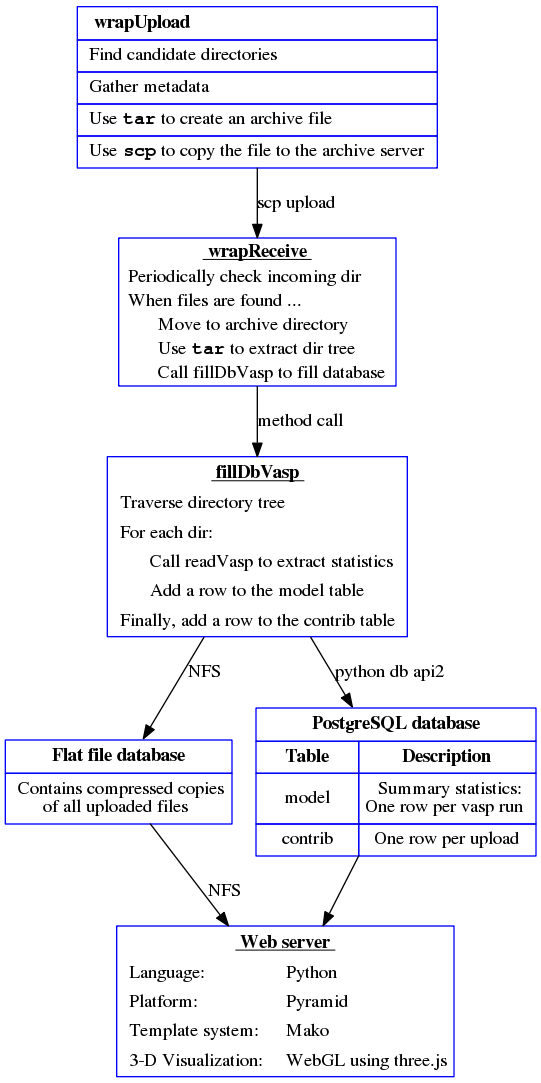 wrapUpload
Find candidate directories
Gather metadata
Use tar to create an archive file
Use scp to copy the file to the archive server
scp upload
wrapReceive
Periodically check incoming dir
When files are found ...
Move to archive directory
Use tar to extract dir tree
Call fillDbVasp to fill database
method call
fillDbVasp
Traverse directory tree
For each dir:
Call readVasp to extract statistics
Add a row to the model table
Finally, add a row to the contrib table
NFS
python db api2
Flat file database
Contains compressed copies
of all uploaded files
PostgreSQL database
Table Description
model Summary statistics:
One row per vasp run
contrib One row per upload
NFS
Web server
Language: Python
Platform: Pyramid
Template system: Mako
3-D Visualization: WebGL using three.js